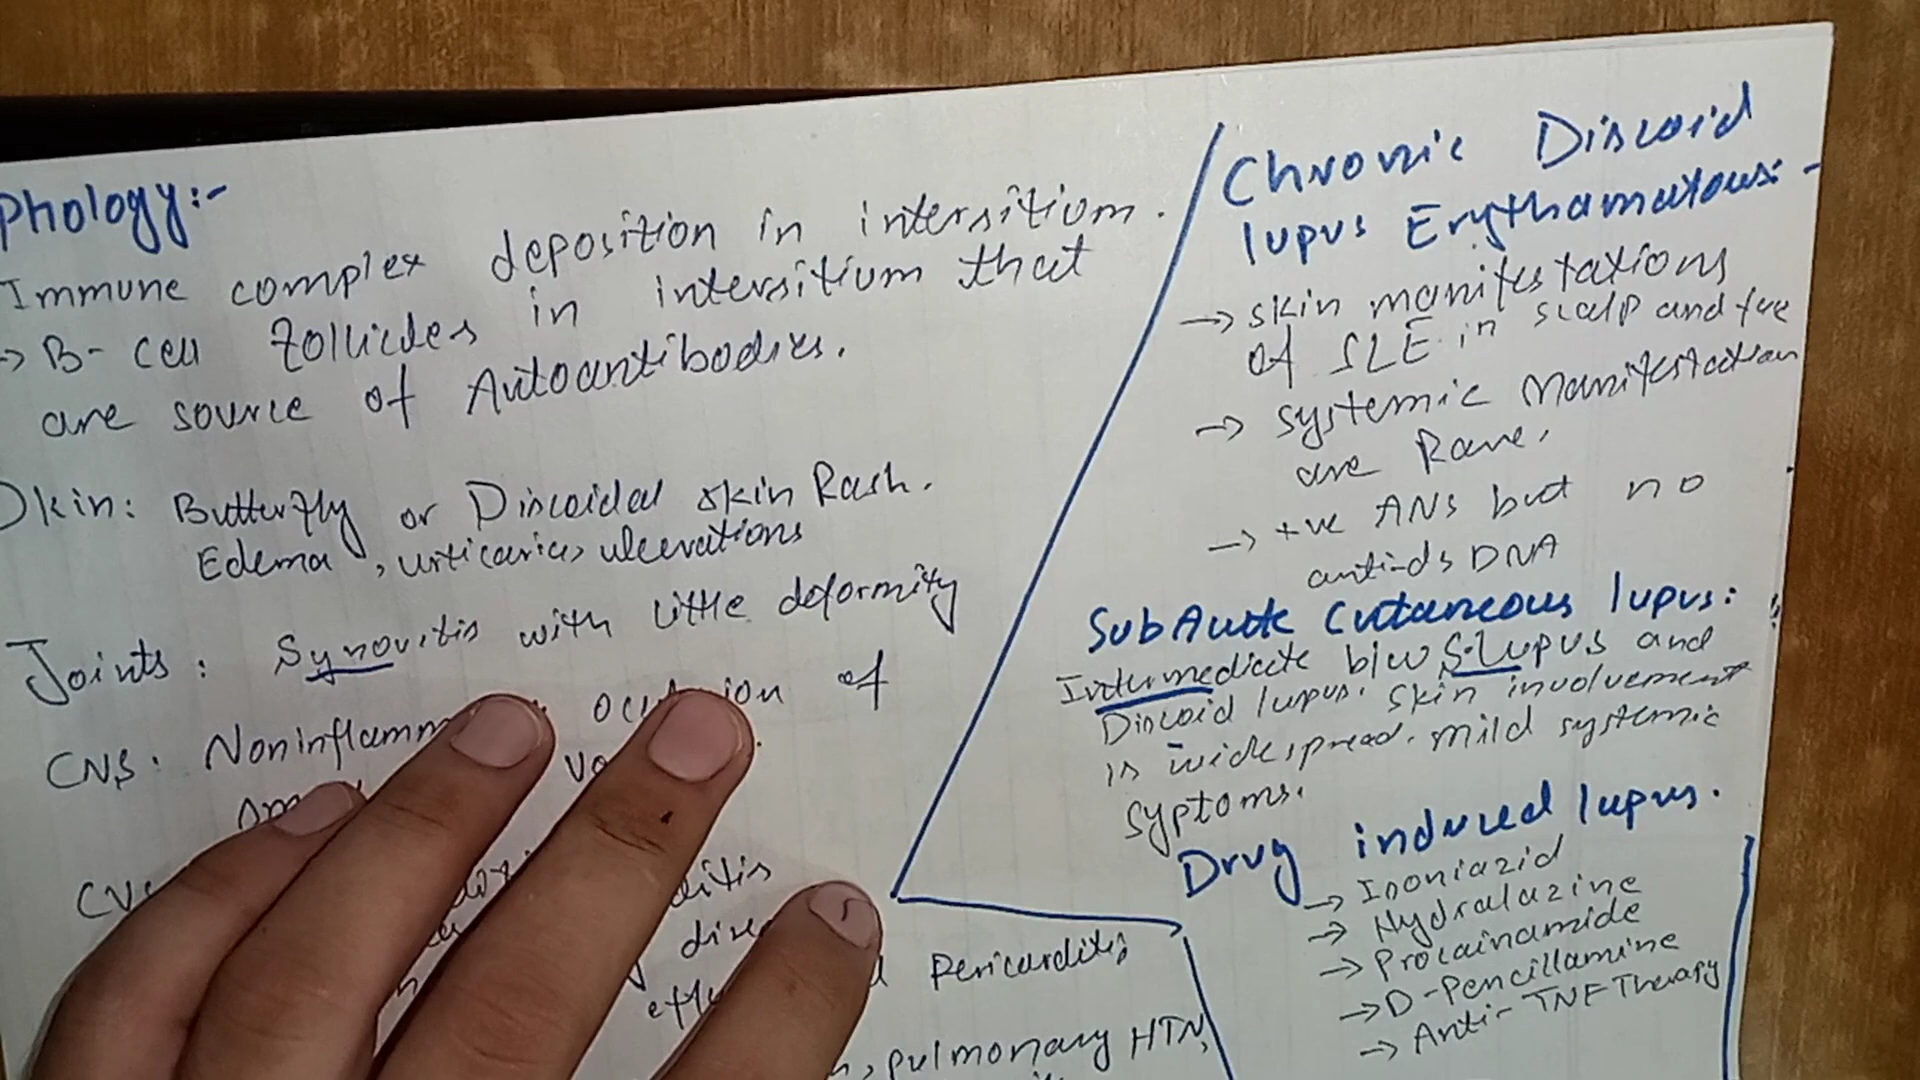 Phology:-
Immune complex deposition in intersitium.
-> B-cell follicles in intersitium that
are source of Autoantibodies.
Skin: Butterfly or Discoidal skin Rash.
Edema, urticaria, ulcerations
Joints: Synovitis with little deformity
CNS: Noninflamm of
Pericarditis
pulmonary HTN,
Chronic Discoid
lupus Erythamatous:-
-> skin manifestations
of SLE in scalp and fce
-> systemic Manifestation
are Rare.
-> +ve ANS but no
anti-ds DNA
SubAcute Cutaneous lupus:
Intermediate b/w S.Lupus and
Discoid lupus. Skin involvement
is widespread. mild systemic
syptoms.
Drug induced lupus.
-> Isoniazid
-> Hydralazine
-> Procainamide
-> D-Pencillamine
-> Anti-TNF Therapy